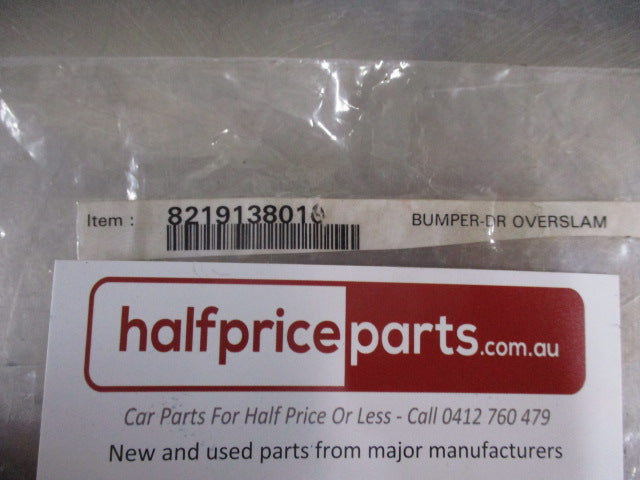 Item : 8219138010 BUMPER-DR OVERSLAM
halfpriceparts.com.au
Car Parts For Half Price Or Less - Call 0412 760 479
New and used parts from major manufacturers